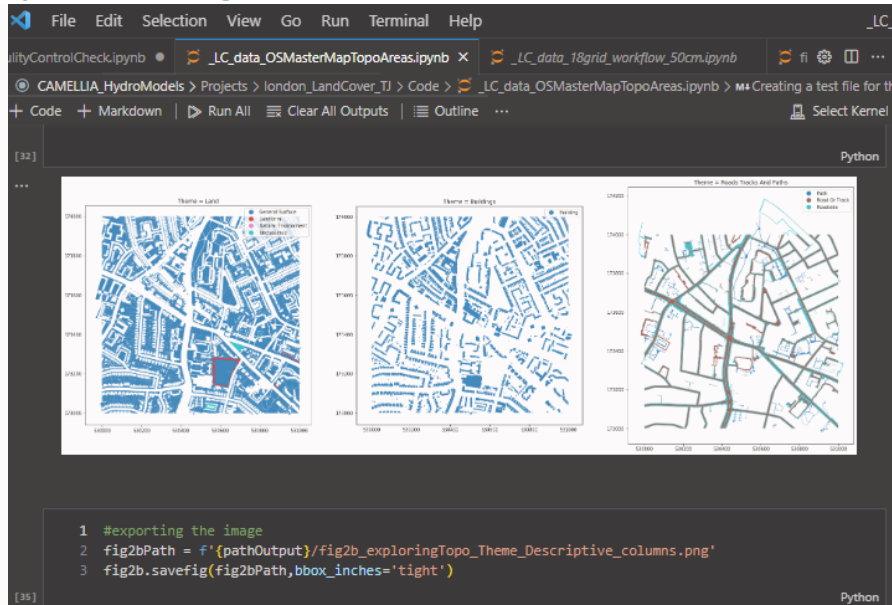 File Edit Selection View Go Run Terminal Help _LC_
ulityControlCheck.ipynb ● _LC_data_OSMasterMapTopoAreas.ipynb × _LC_data_18grid_workflow_50cm.ipynb fi ...
CAMELLIA_HydroModels > Projects > london_LandCover_TJ > Code > _LC_data_OSMasterMapTopoAreas.ipynb > M↓Creating a test file for th
+ Code + Markdown | Run All Clear All Outputs | Outline ... Select Kernel
[32] Python
...
Theme = Land
General Surface
Landform
Theme = Buildings
Building
Theme = Roads Tracks And Paths
Path
Road Or Track
Roadside
1 #exporting the image
2 fig2bPath = f'{pathOutput}/fig2b_exploringTopo_Theme_Descriptive_columns.png'
3 fig2b.savefig(fig2bPath,bbox_inches='tight')
[35] Python